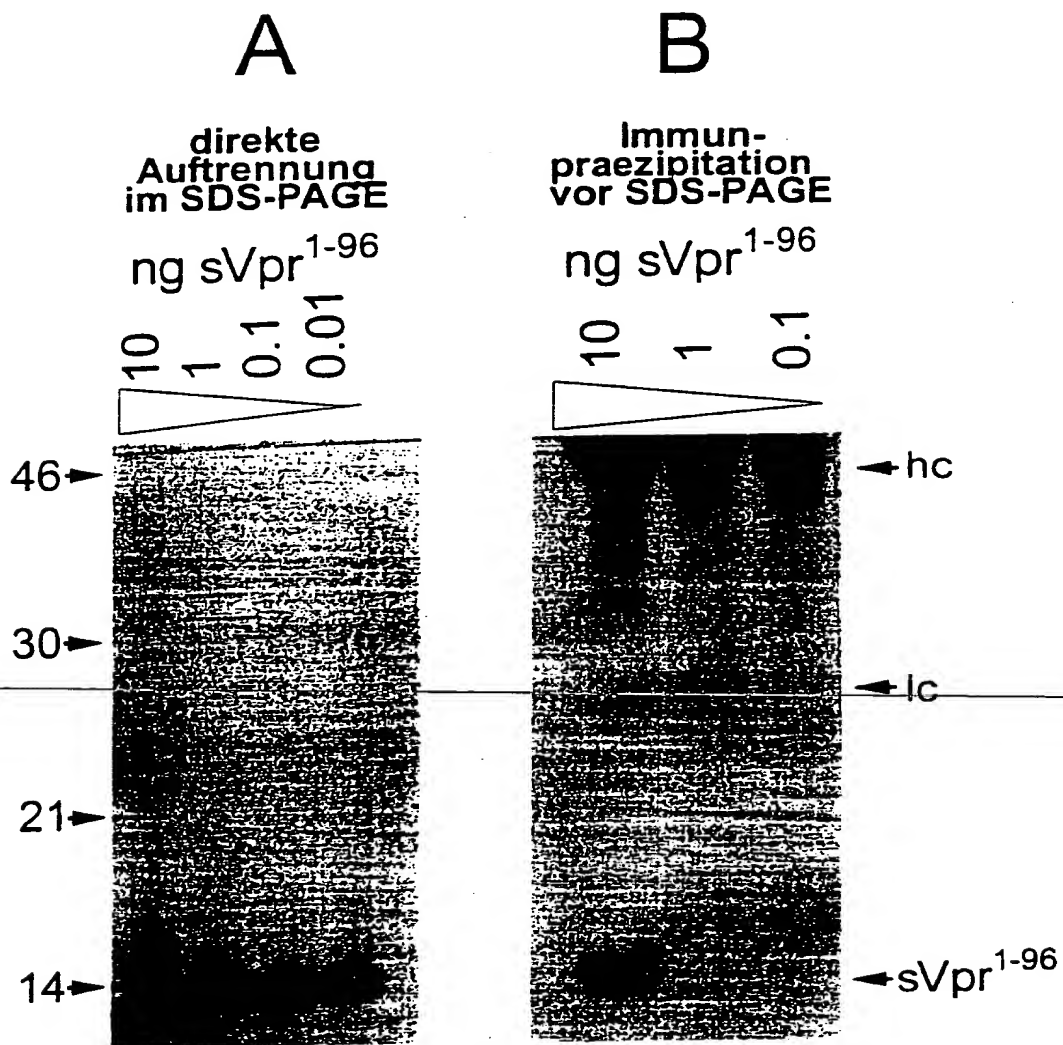 A
direkte
Auftrennung
im SDS-PAGE
ng sVpr1-96
10 1 0.1 0.01
46
30
21
14
B
Immun-
praezipitation
vor SDS-PAGE
ng sVpr1-96
10 1 0.1
hc
lc
sVpr1-96